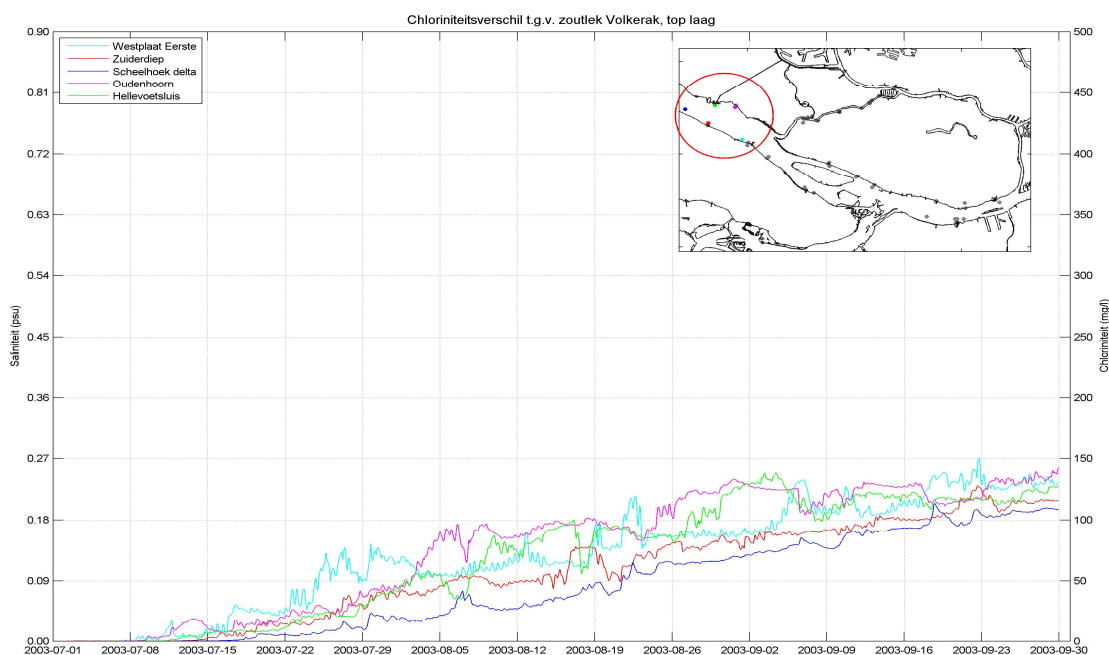 Chloriniteitsverschil t.g.v. zoutlek Volkerak, top laag
Westplaat Eerste
Zuiderdiep
Scheelhoek delta
Oudenhoorn
Hellevoetsluis
Saliniteit (psu)
0.90
0.81
0.72
0.63
0.54
0.45
0.36
0.27
0.18
0.09
0.00
Chloriniteit (mg/l)
500
450
400
350
300
250
200
150
100
50
0
2003-07-01 2003-07-08 2003-07-15 2003-07-22 2003-07-29 2003-08-05 2003-08-12 2003-08-19 2003-08-26 2003-09-02 2003-09-09 2003-09-16 2003-09-23 2003-09-30